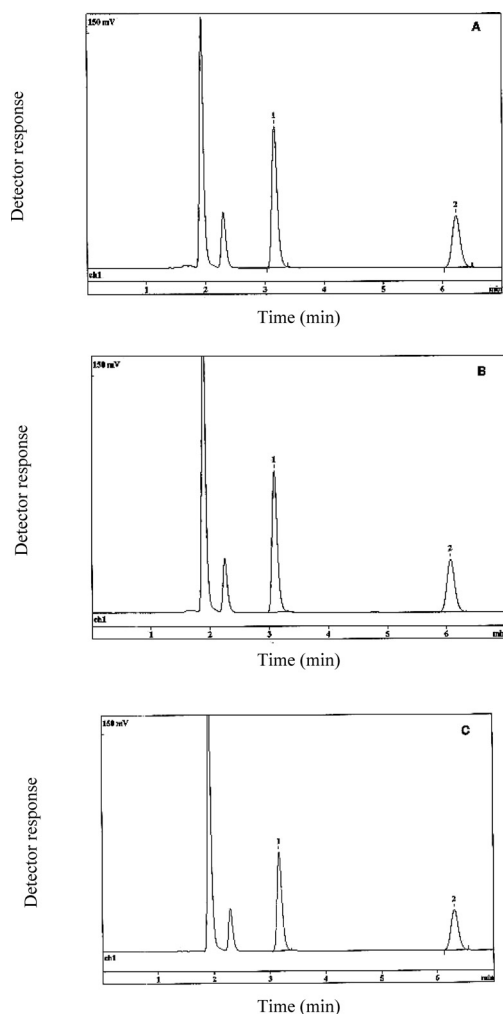 150 mV
A
1
2
Detector response
ch1
1 2 3 4 5 6 min
Time (min)
150 mV
B
1
2
Detector response
ch1
1 2 3 4 5 6 min
Time (min)
150 mV
C
1
2
Detector response
ch1
1 2 3 4 5 6 min
Time (min)